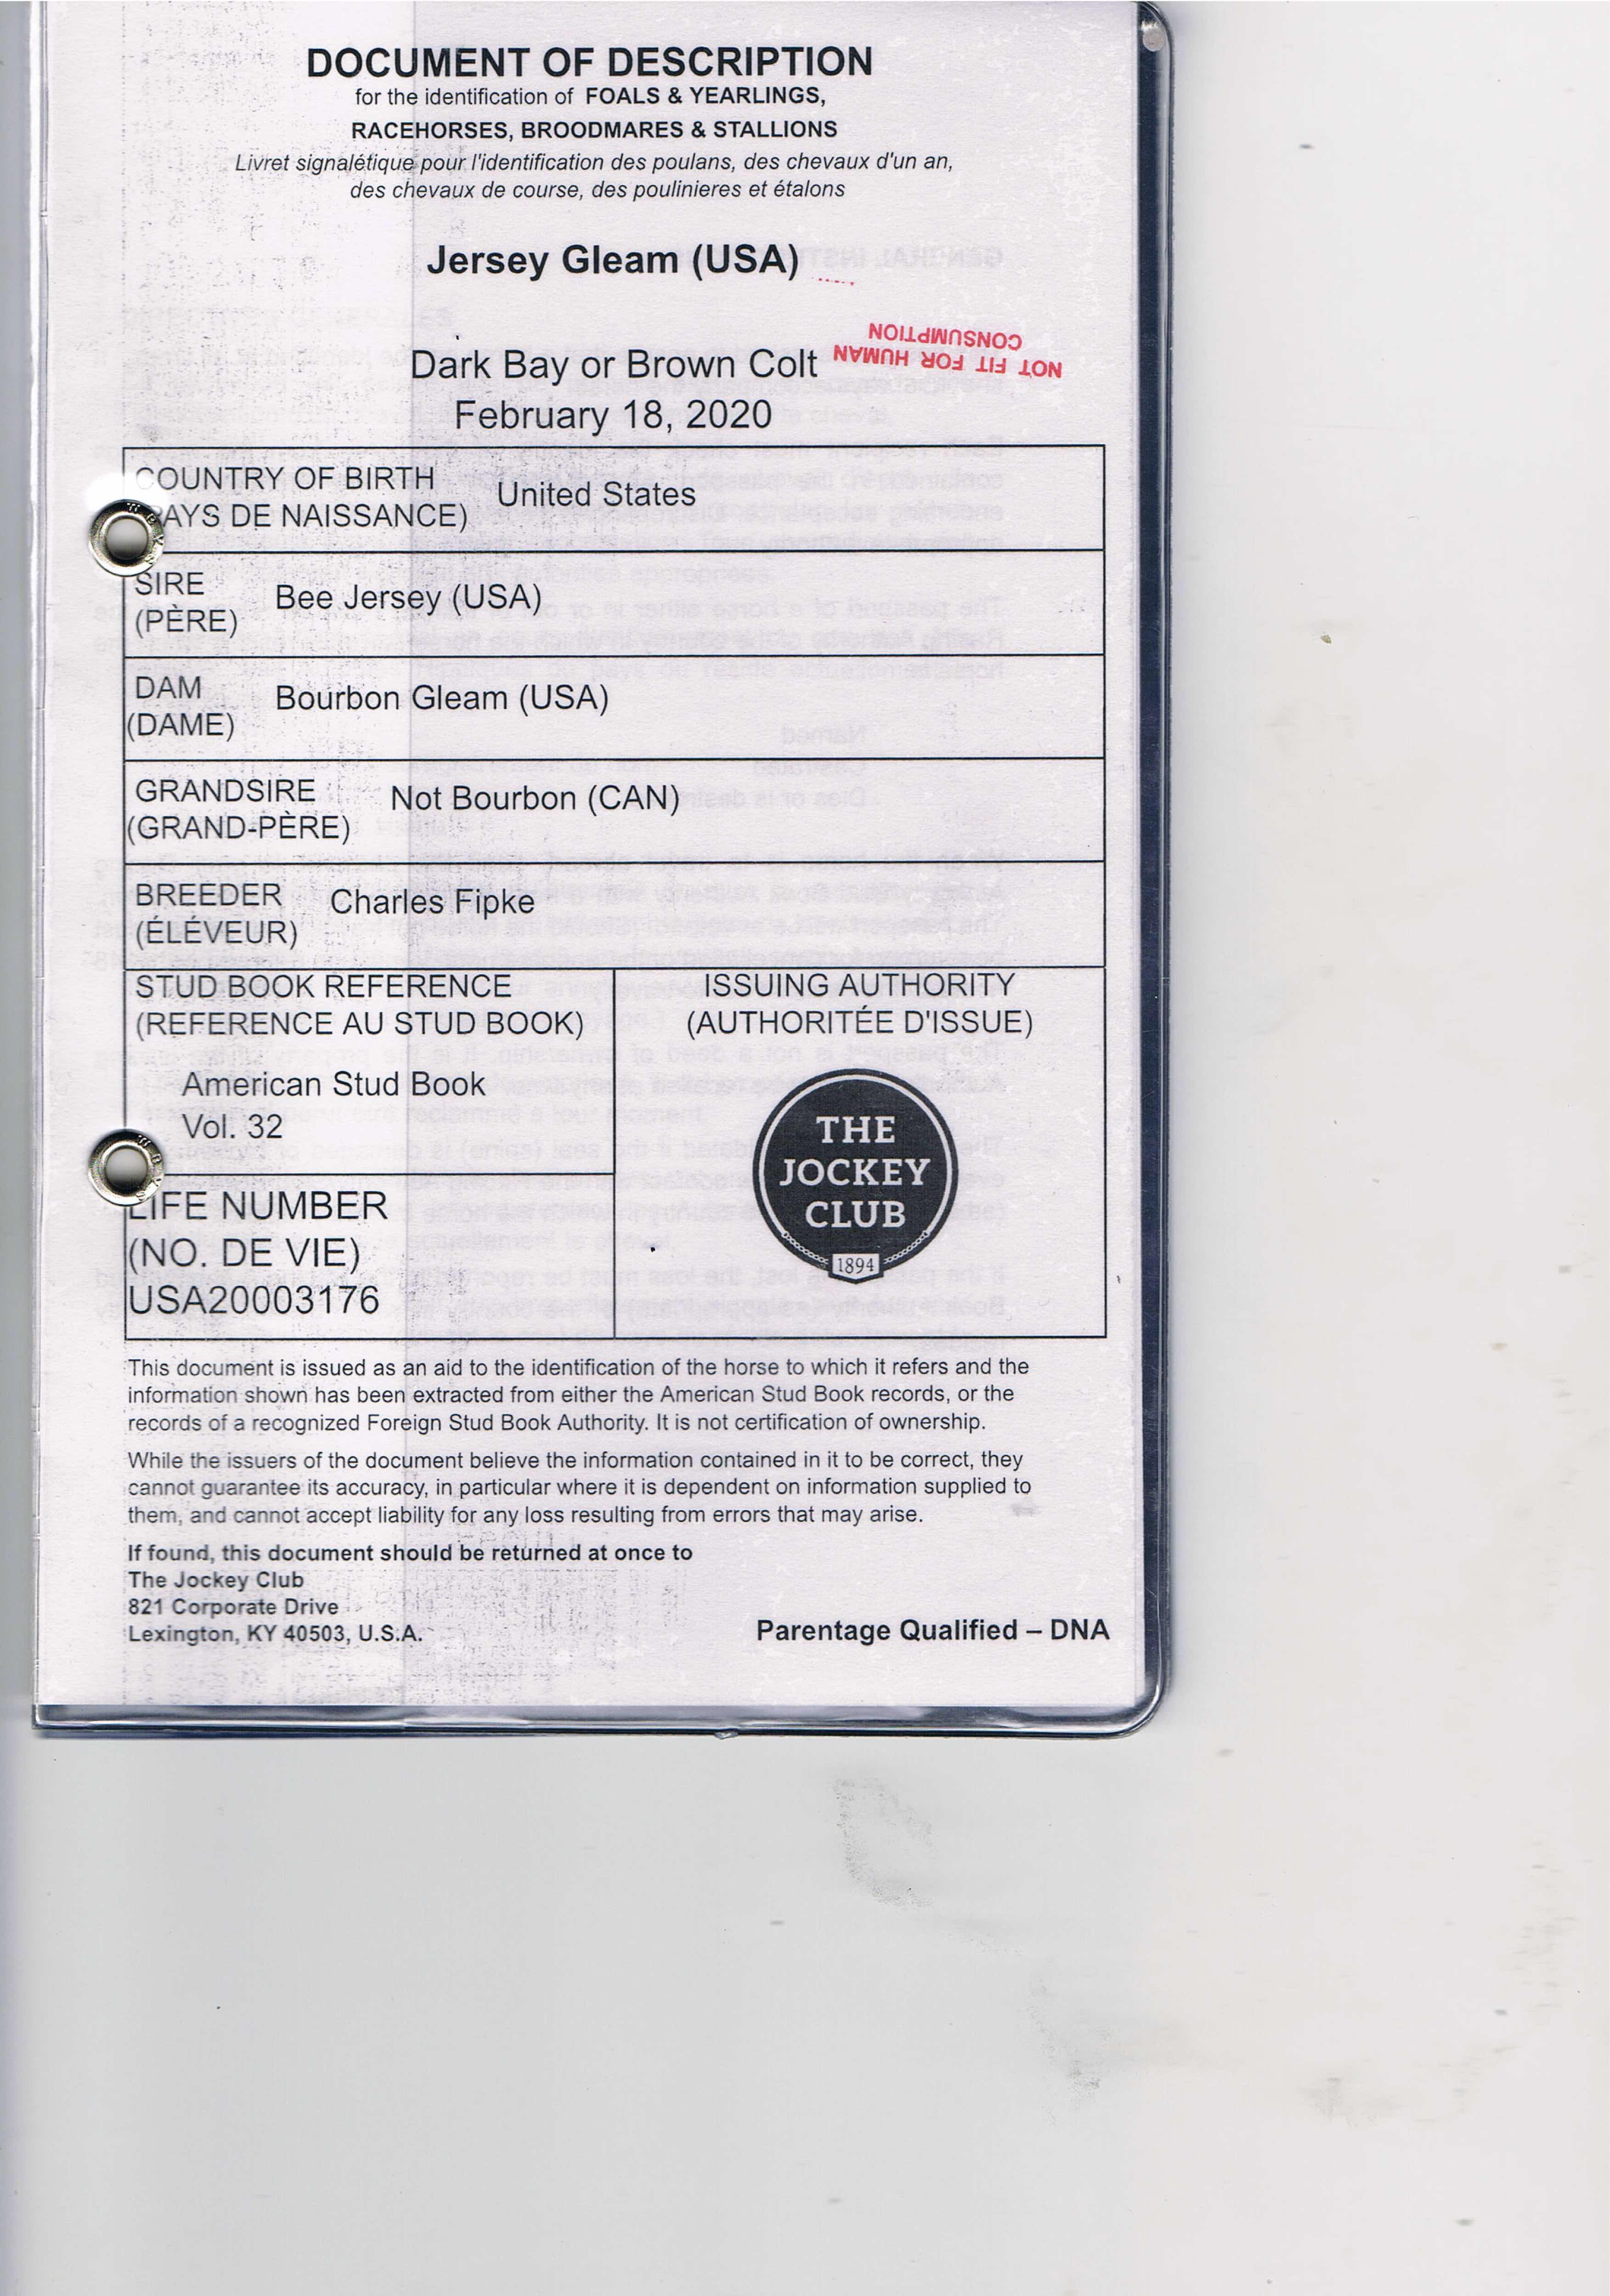 DOCUMENT OF DESCRIPTION
for the identification of FOALS & YEARLINGS,
RACEHORSES, BROODMARES & STALLIONS
Livret signalétique pour l'identification des poulans, des chevaux d'un an,
des chevaux de course, des poulinieres et étalons
Jersey Gleam (USA)
NOT FIT FOR HUMAN
CONSUMPTION
Dark Bay or Brown Colt
February 18, 2020
COUNTRY OF BIRTH
United States
PAYS DE NAISSANCE)
SIRE
Bee Jersey (USA)
(PÈRE)
DAM
Bourbon Gleam (USA)
(DAME)
GRANDSIRE
Not Bourbon (CAN)
(GRAND-PÈRE)
BREEDER
Charles Fipke
(ÉLÉVEUR)
STUD BOOK REFERENCE
(REFERENCE AU STUD BOOK)
American Stud Book
Vol. 32
ISSUING AUTHORITY
(AUTHORITÉE D'ISSUE)
THE
JOCKEY
CLUB
1894
LIFE NUMBER
(NO. DE VIE)
USA20003176
This document is issued as an aid to the identification of the horse to which it refers and the
information shown has been extracted from either the American Stud Book records, or the
records of a recognized Foreign Stud Book Authority. It is not certification of ownership.
While the issuers of the document believe the information contained in it to be correct, they
cannot guarantee its accuracy, in particular where it is dependent on information supplied to
them, and cannot accept liability for any loss resulting from errors that may arise.
If found, this document should be returned at once to
The Jockey Club
821 Corporate Drive
Lexington, KY 40503, U.S.A.
Parentage Qualified – DNA